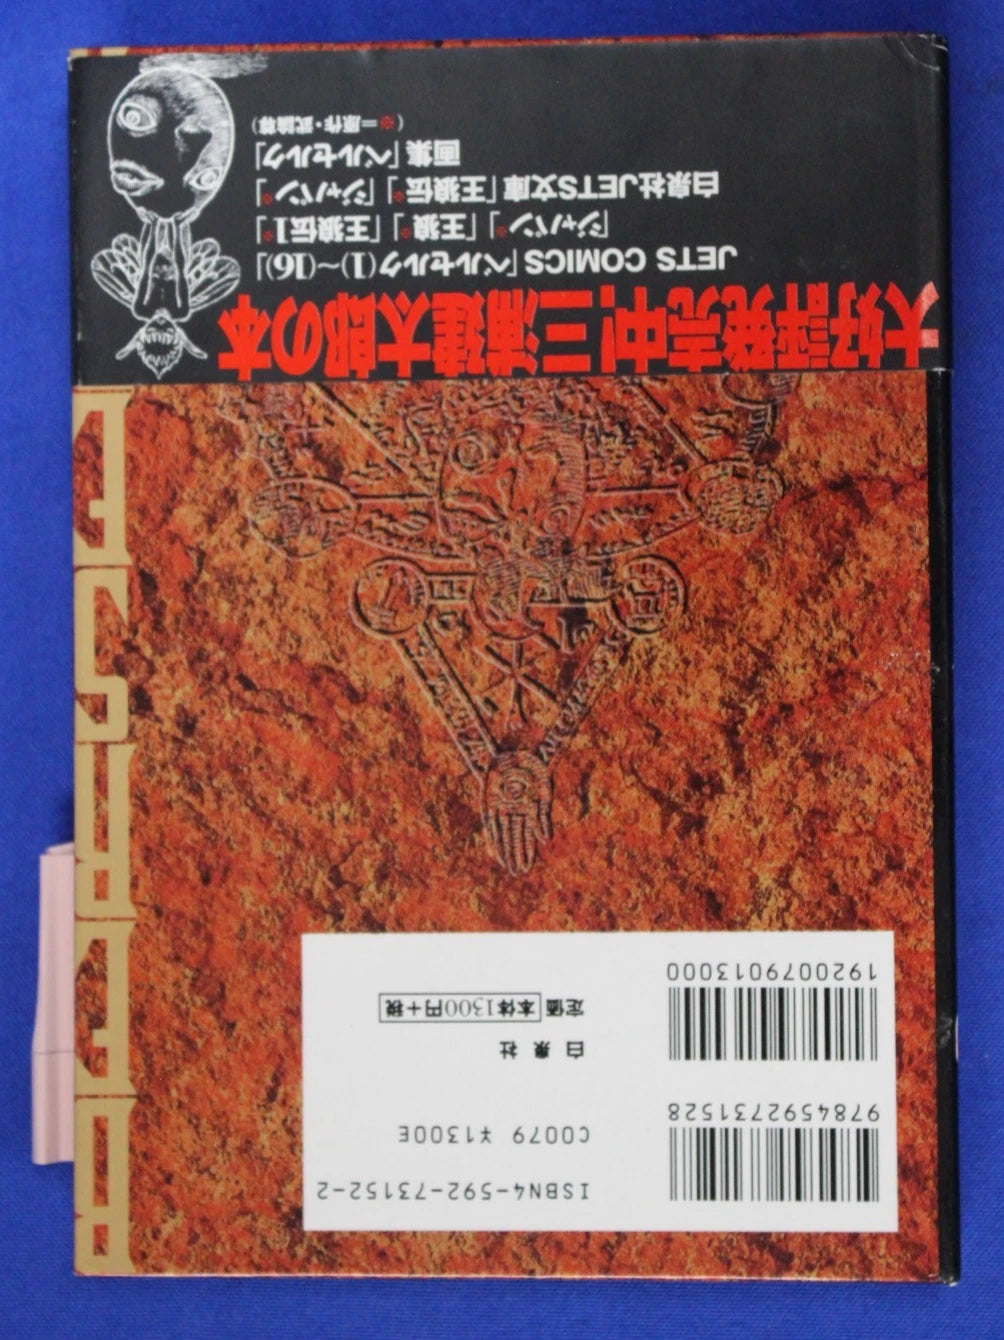 ISBN4-592-73152-2
C0079 ¥1300E
白泉社
定価 本体1300円+税
9784592731528
1920079013000
大好評発売中!三浦建太郎の本
JETS COMICS「ベルセルク(1)～(16)」
「ジャパン」※「王狼」※「王狼伝」※
白泉社JETS文庫「王狼伝」※「ジャパン」※
画集「ベルセルク」
(※=原作・武論尊)